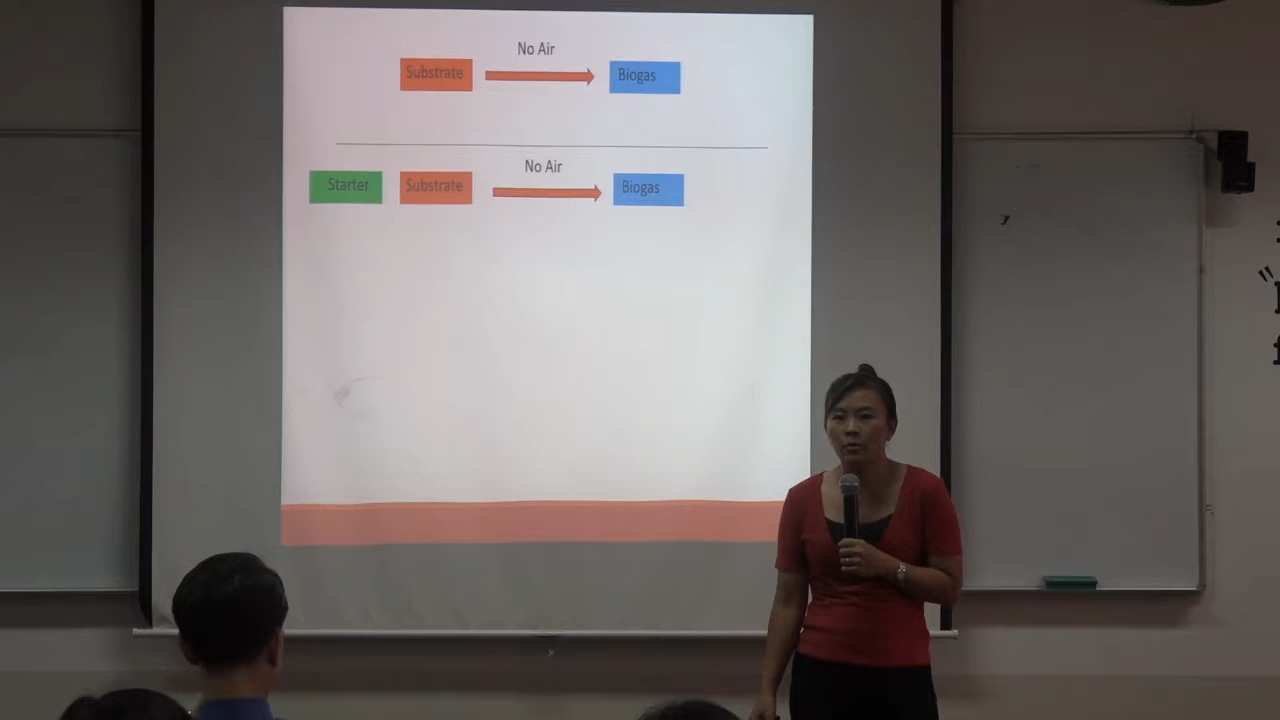 No Air
Substrate
Biogas
No Air
Starter
Substrate
Biogas